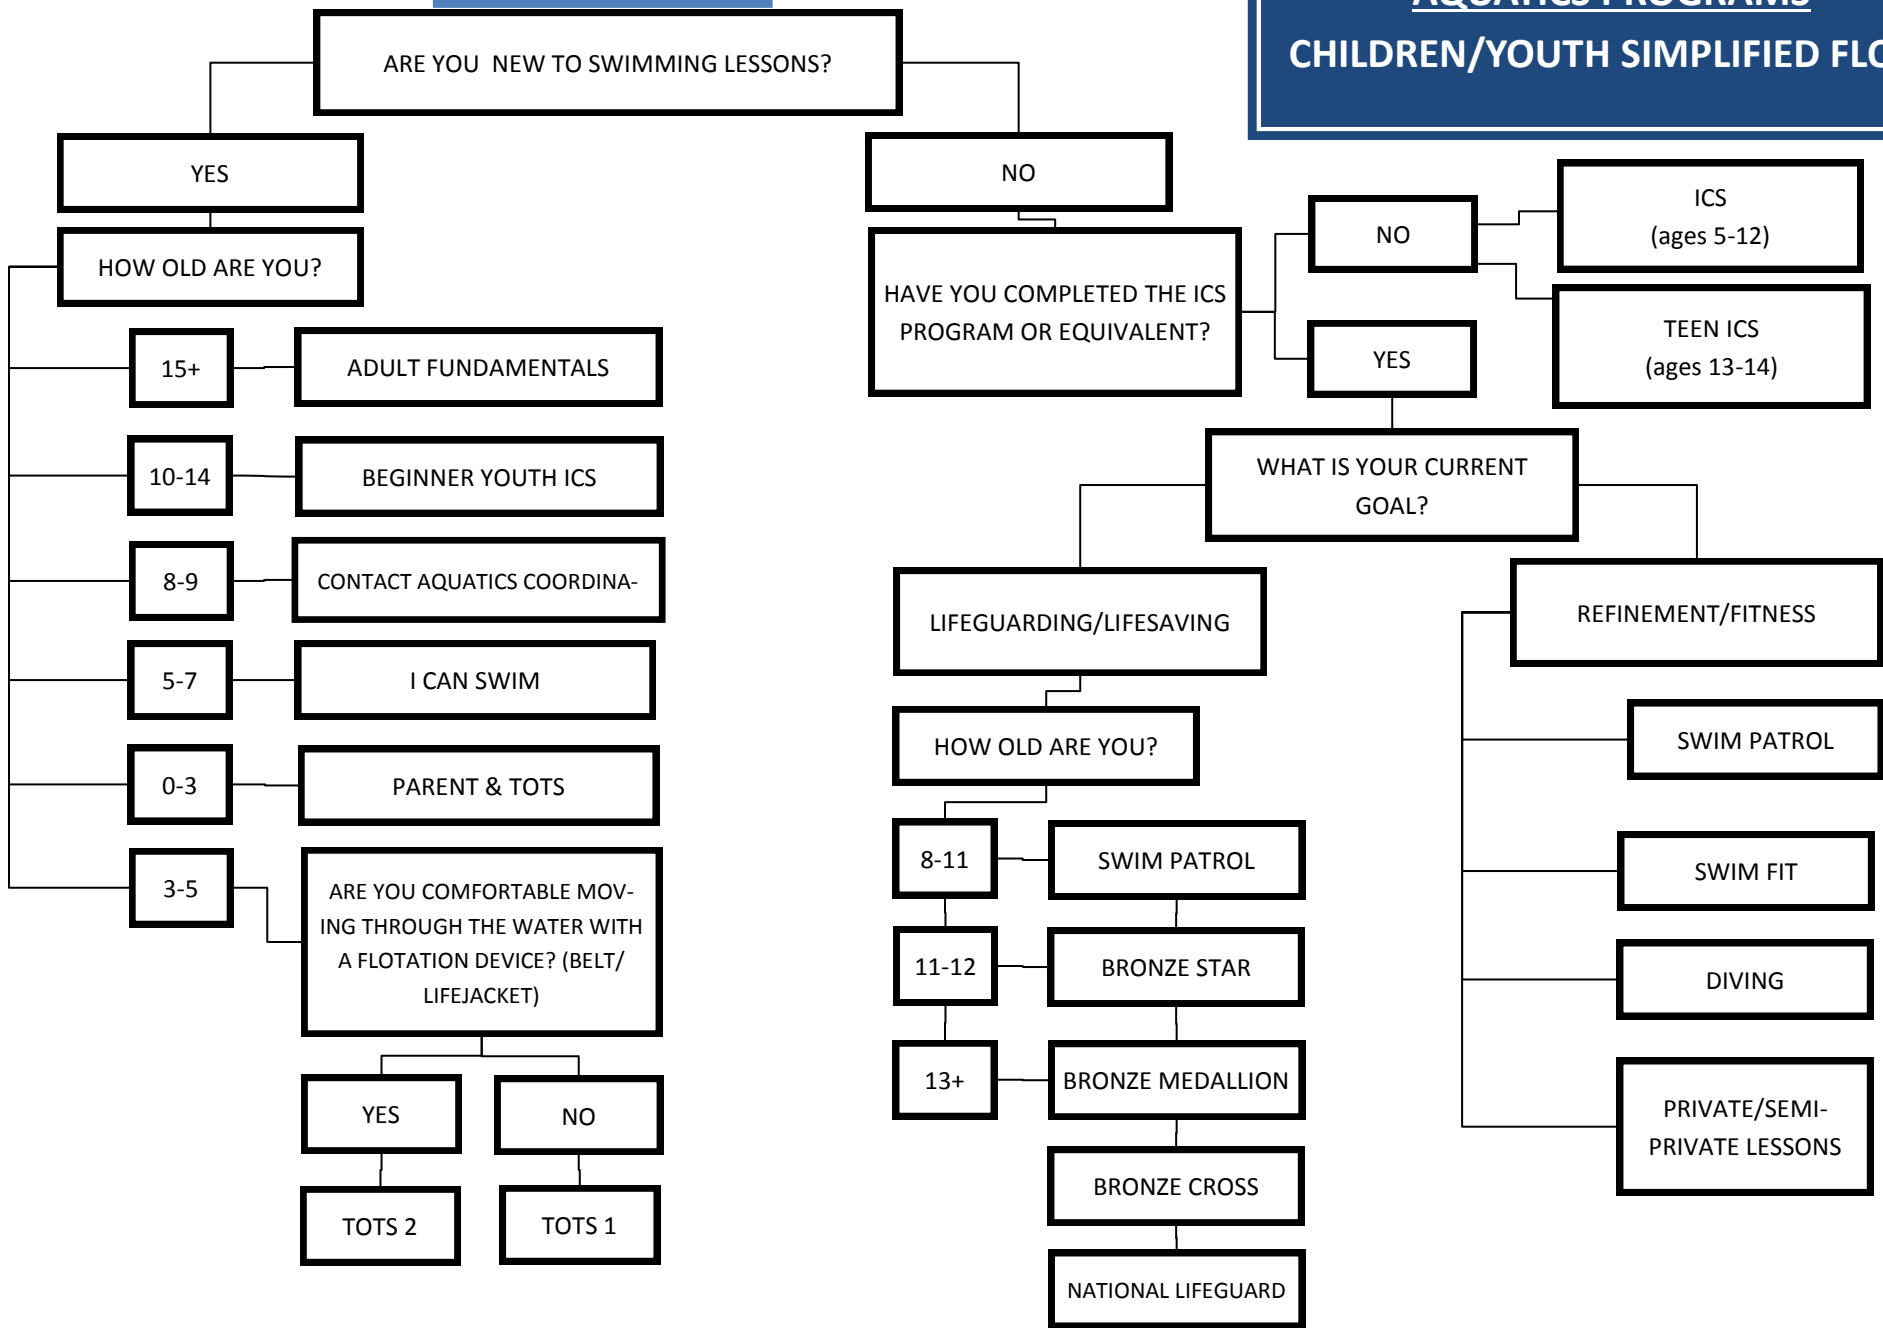 AQUATICS PROGRAMS
CHILDREN/YOUTH SIMPLIFIED
ARE YOU NEW TO SWIMMING LESSONS?
YES
HOW OLD ARE YOU?
15+
ADULT FUNDAMENTALS
10-14
BEGINNER YOUTH ICS
8-9
CONTACT AQUATICS COORDINA-
5-7
I CAN SWIM
0-3
PARENT & TOTS
3-5
ARE YOU COMFORTABLE MOV-
ING THROUGH THE WATER WITH
A FLOTATION DEVICE? (BELT/
LIFEJACKET)
YES
NO
TOTS 2
TOTS 1
NO
HAVE YOU COMPLETED THE ICS
PROGRAM OR EQUIVALENT?
NO
ICS
(ages 5-12)
TEEN ICS
(ages 13-14)
YES
WHAT IS YOUR CURRENT
GOAL?
LIFEGUARDING/LIFESAVING
HOW OLD ARE YOU?
8-11
SWIM PATROL
11-12
BRONZE STAR
13+
BRONZE MEDALLION
BRONZE CROSS
NATIONAL LIFEGUARD
REFINEMENT/FITNESS
SWIM PATROL
SWIM FIT
DIVING
PRIVATE/SEMI-
PRIVATE LESSONS